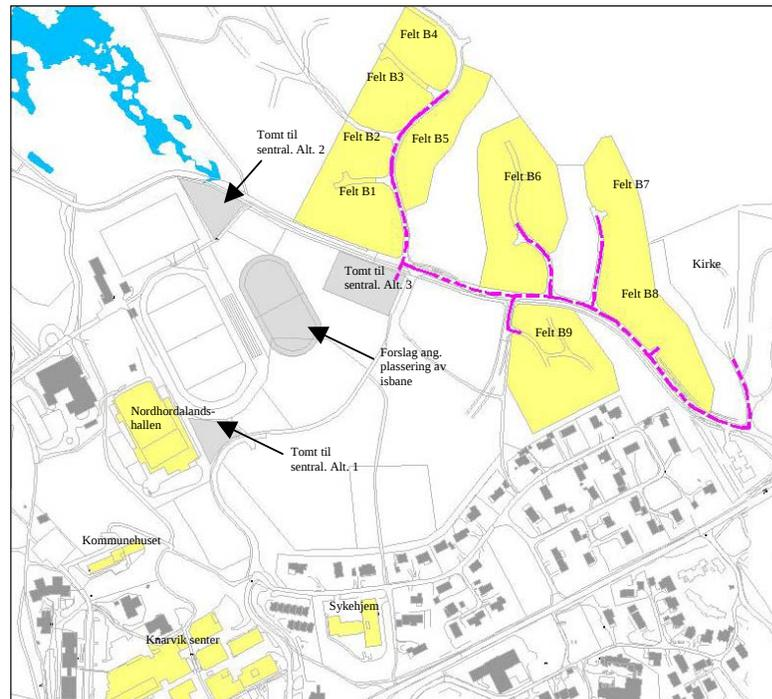 Felt B4
Felt B3
Felt B2
Felt B5
Felt B1
Tomt til
sentral. Alt. 2
Felt B6
Felt B7
Kirke
Tomt til
sentral. Alt. 3
Felt B8
Felt B9
Forslag ang.
plassering av
isbane
Nordhordalands-
hallen
Tomt til
sentral. Alt. 1
Kommunehuset
Sykehjem
Knarvik senter